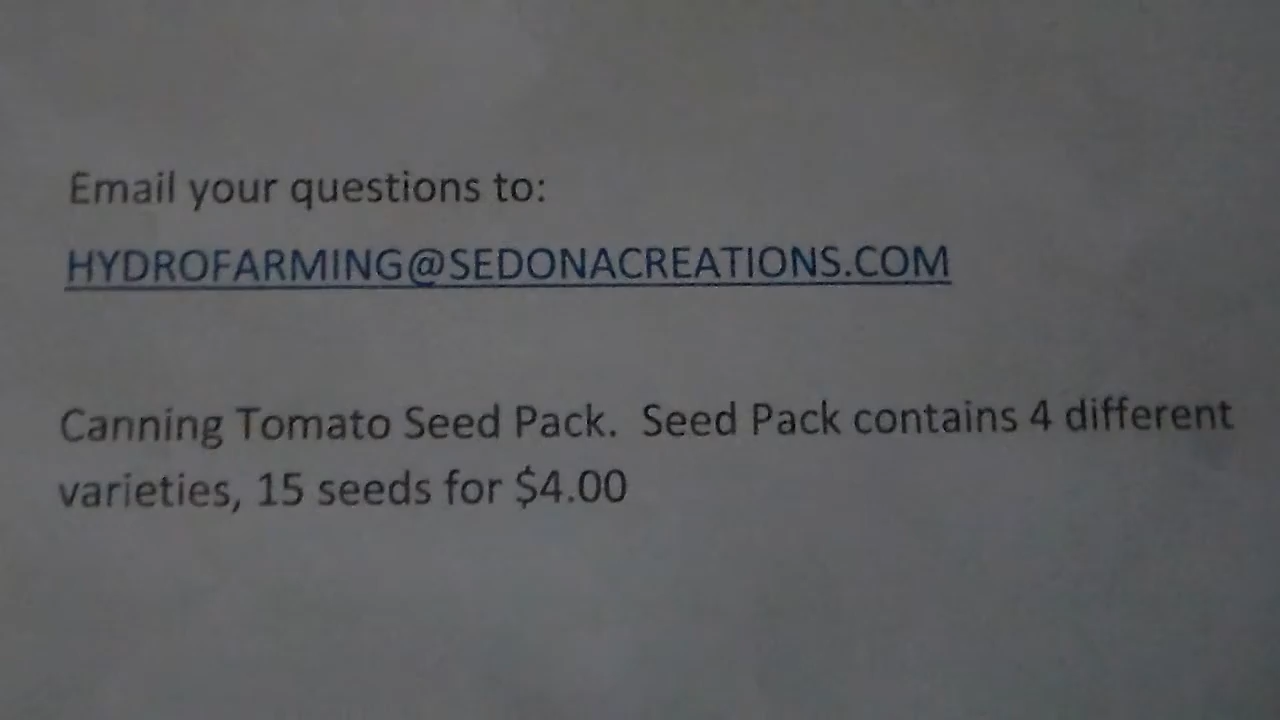 Email your questions to:
HYDROFARMING@SEDONACREATIONS.COM
Canning Tomato Seed Pack.  Seed Pack contains 4 different
varieties, 15 seeds for $4.00